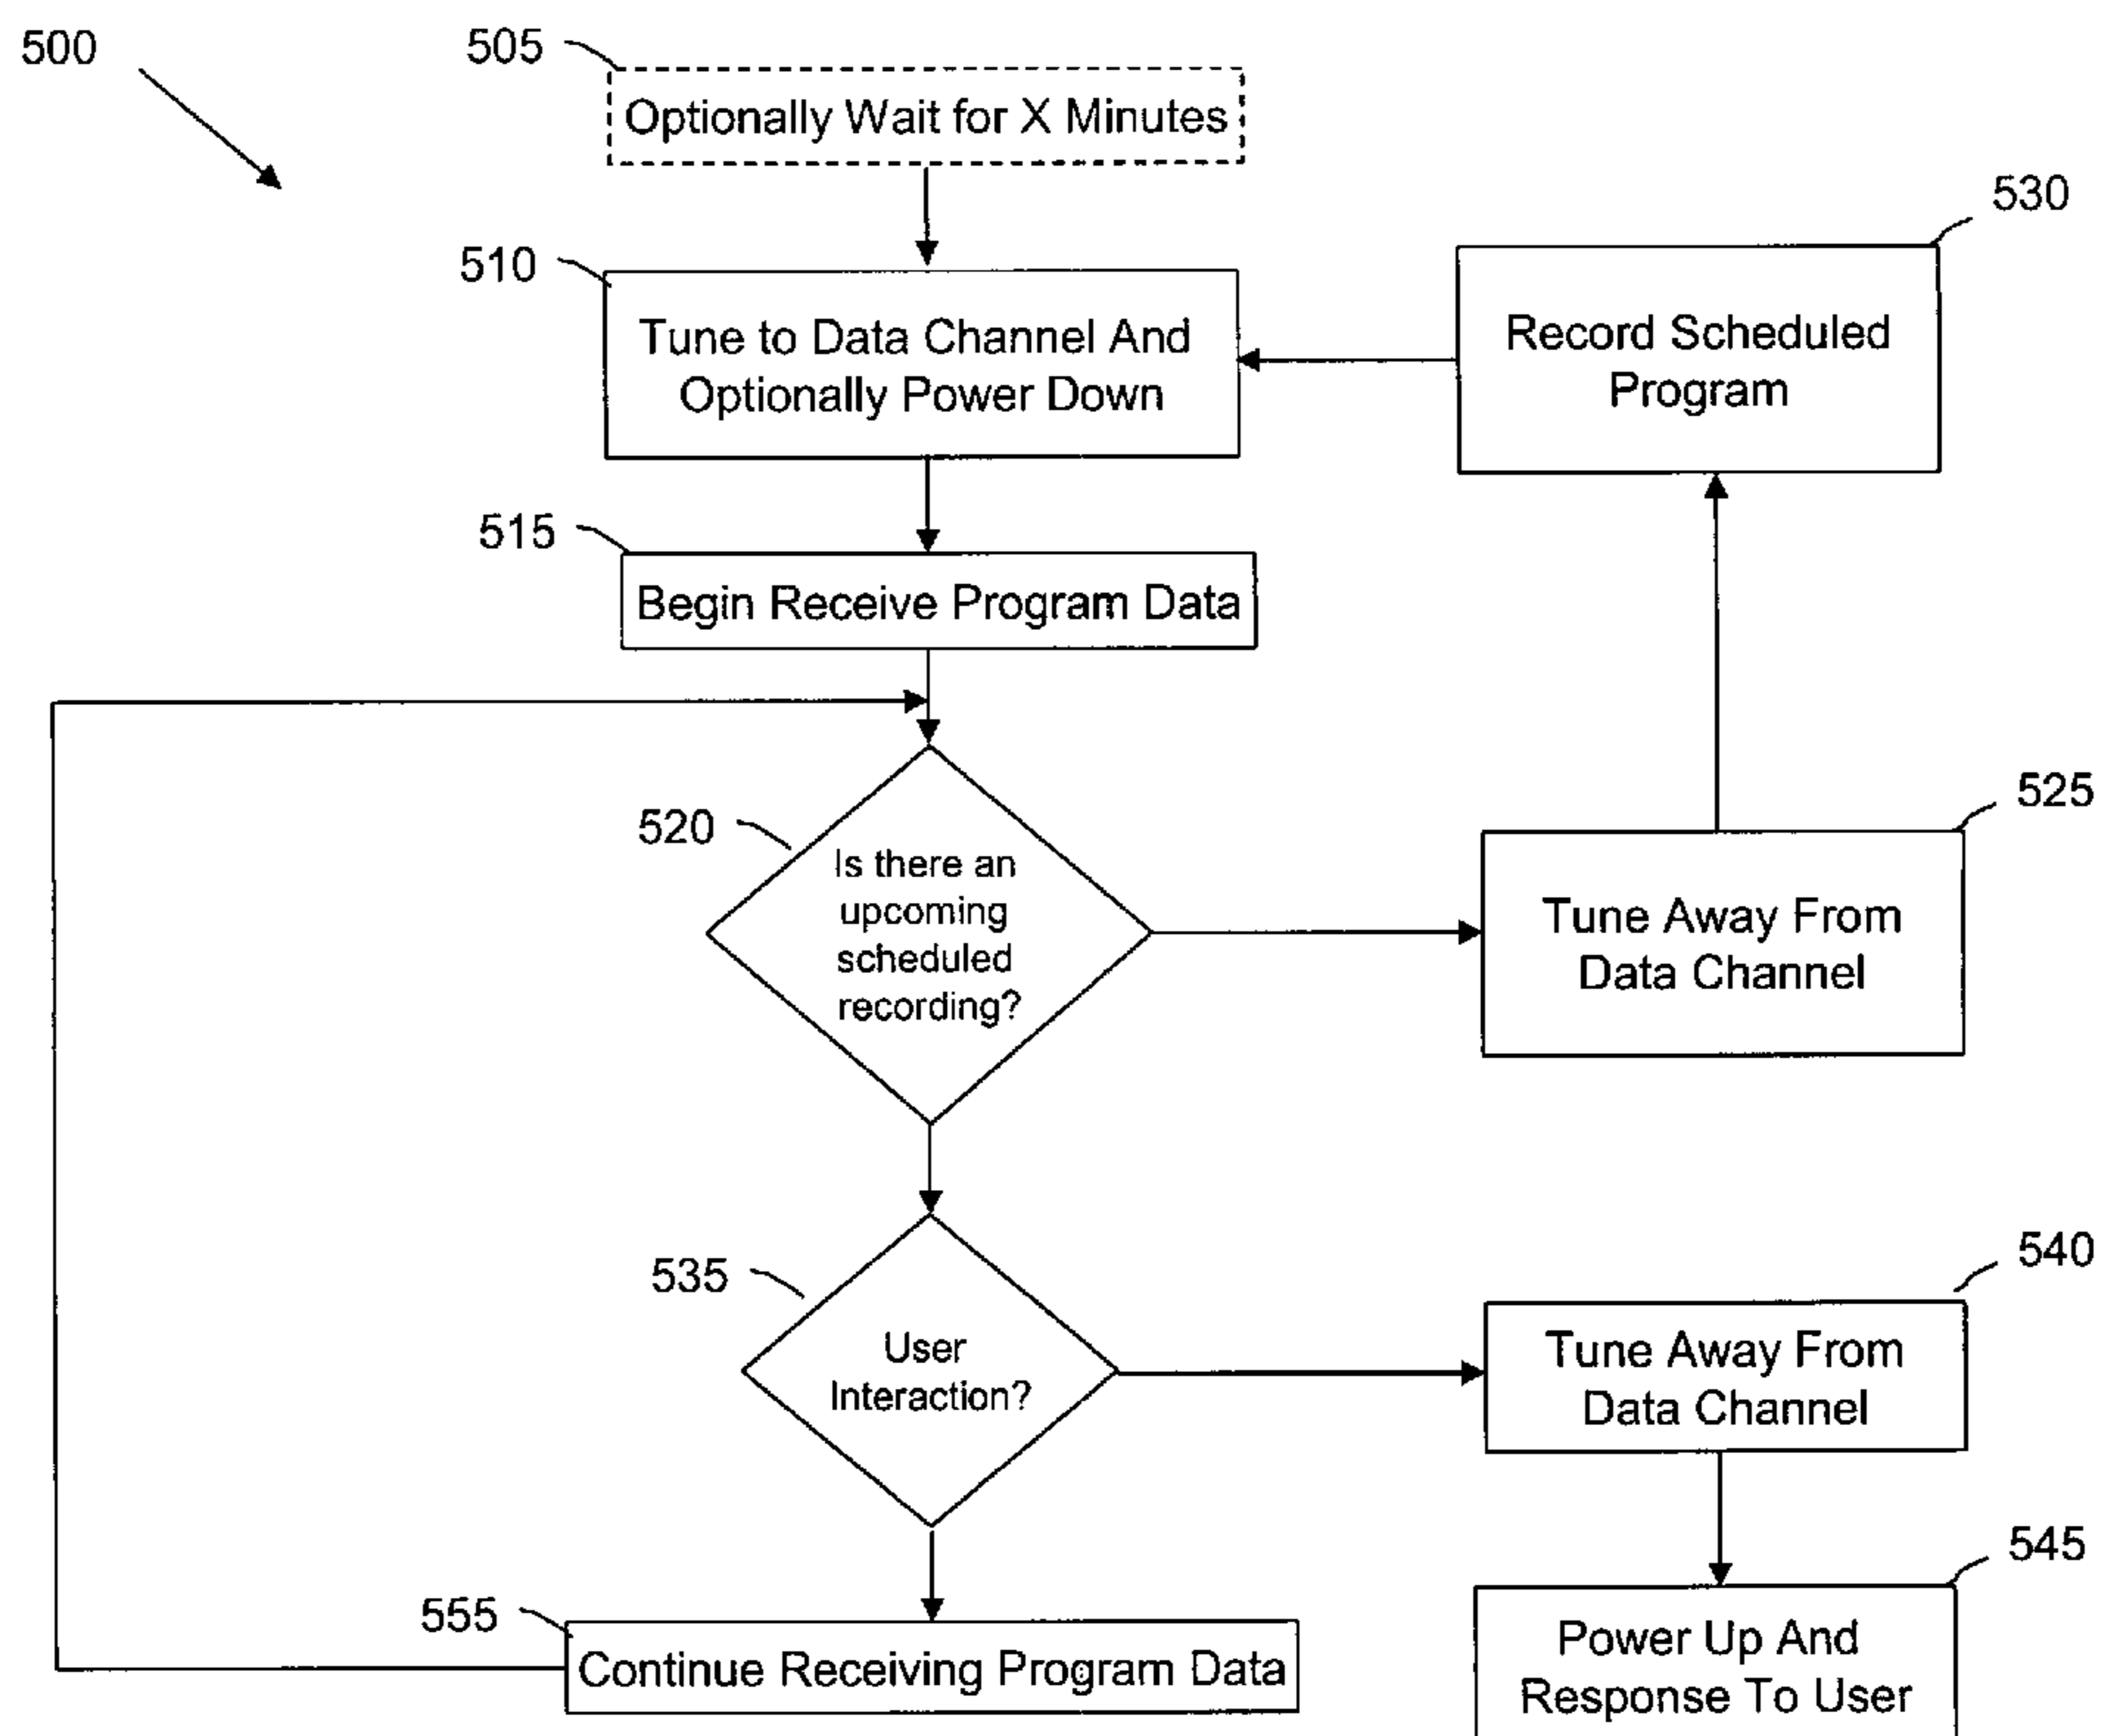 500
505
Optionally Wait for X Minutes
530
510
Tune to Data Channel And
Optionally Power Down
Record Scheduled
Program
515
Begin Receive Program Data
520
Is there an
upcoming
scheduled
recording?
525
Tune Away From
Data Channel
535
User
Interaction?
540
Tune Away From
Data Channel
545
Power Up And
Response To User
555
Continue Receiving Program Data